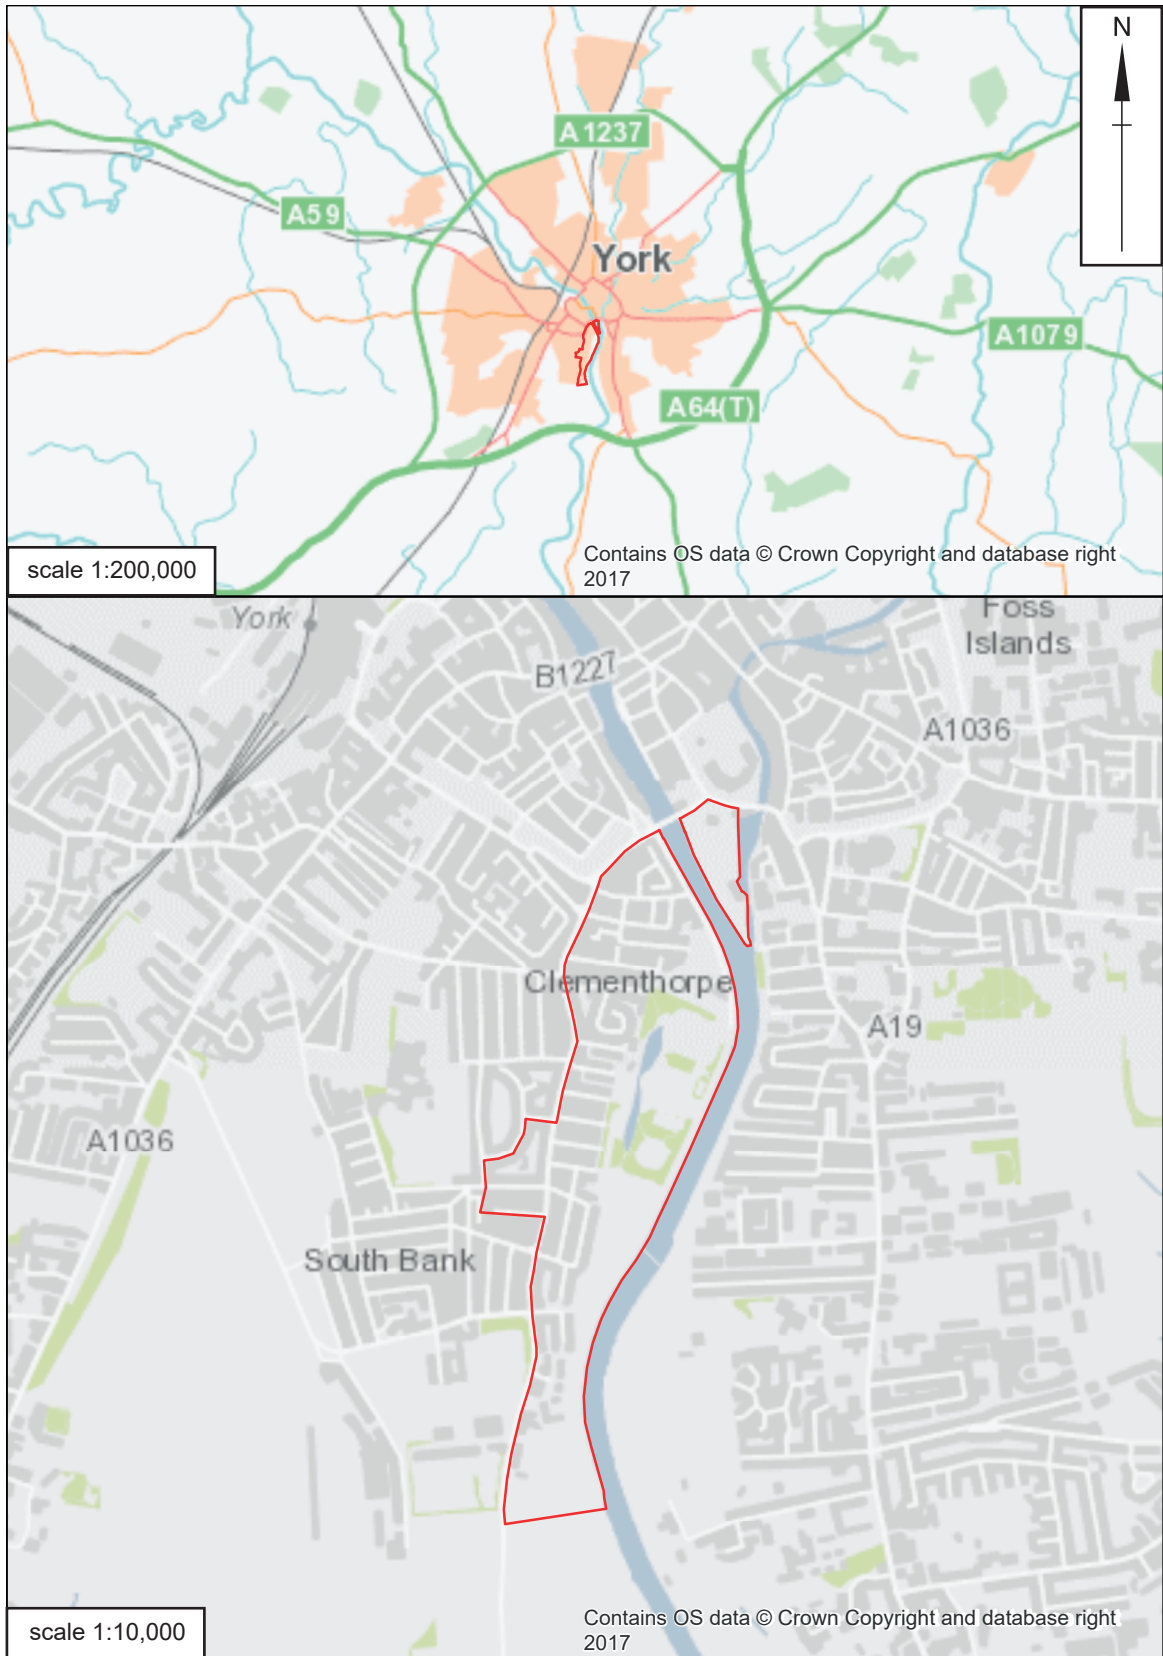 N
A1237
A59
York
A1079
A64(T)
Contains OS data © Crown Copyright and database right
2017
scale 1:200,000
York
Foss
Islands
B1227
A1036
Clementhorpe
A19
A1036
South Bank
Contains OS data © Crown Copyright and database right
2017
scale 1:10,000